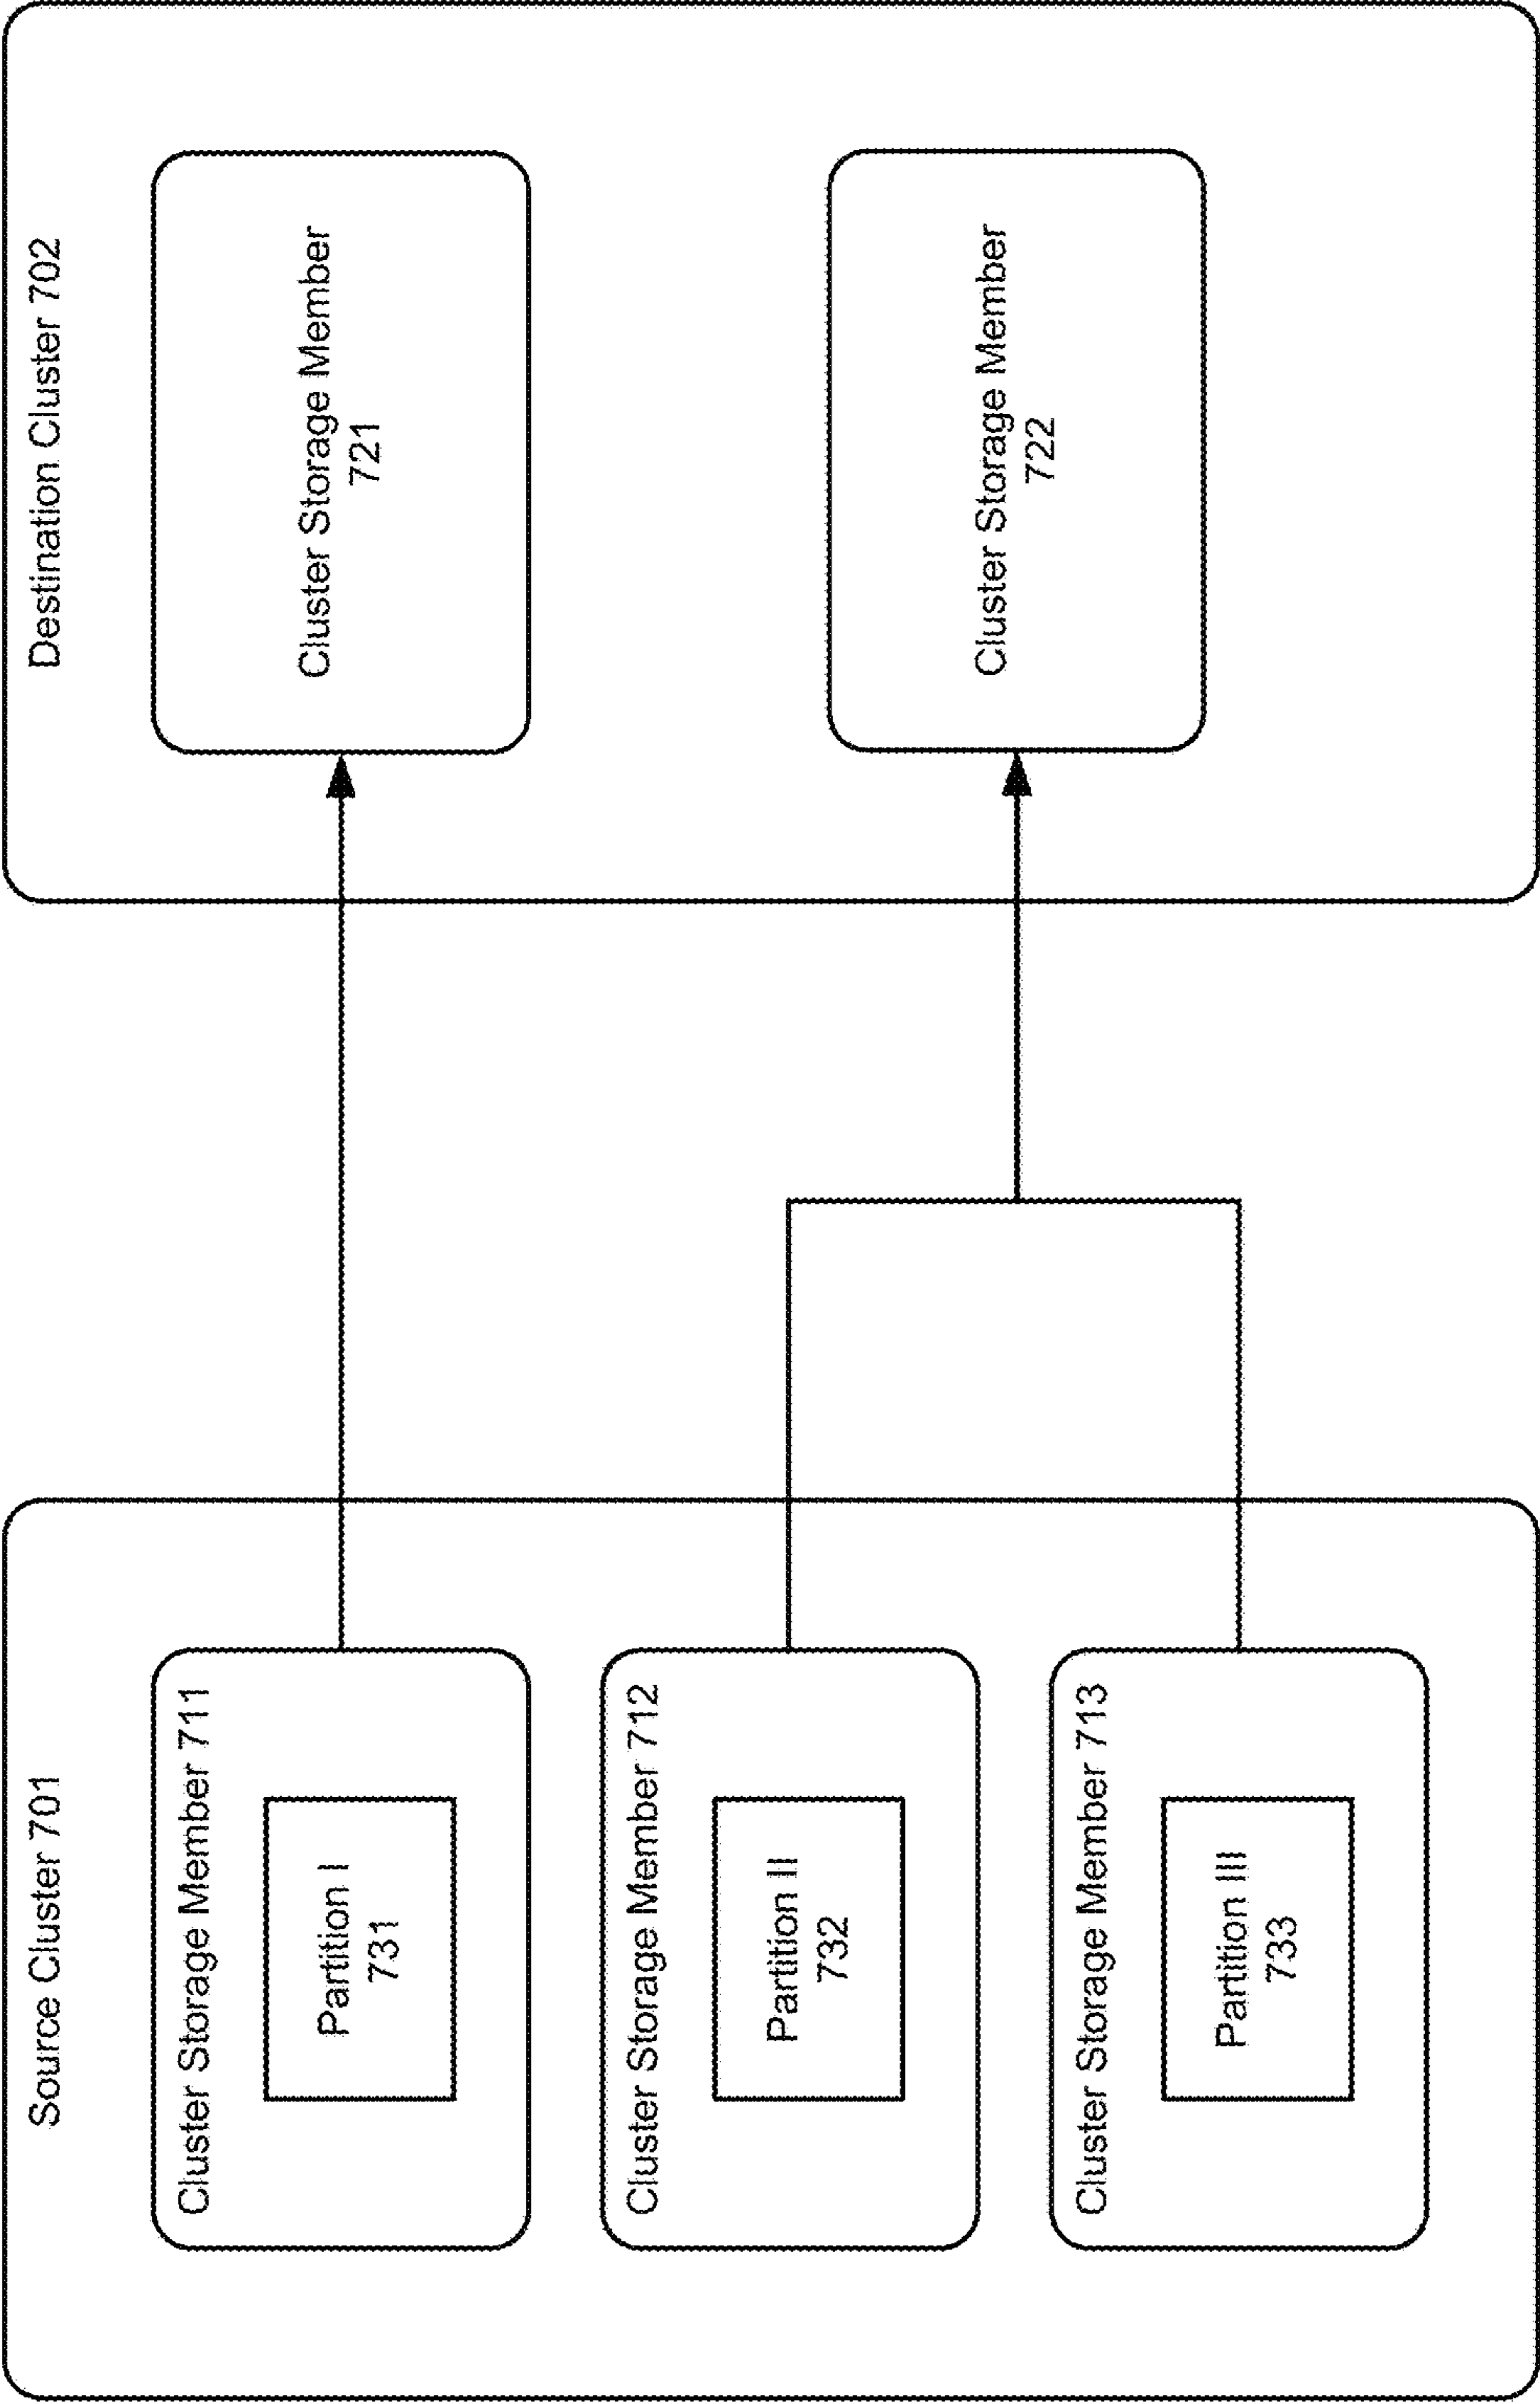 Source Cluster 701
Cluster Storage Member 711
Partition I
731
Cluster Storage Member 712
Partition II
732
Cluster Storage Member 713
Partition III
733
Destination Cluster 702
Cluster Storage Member
721
Cluster Storage Member
722